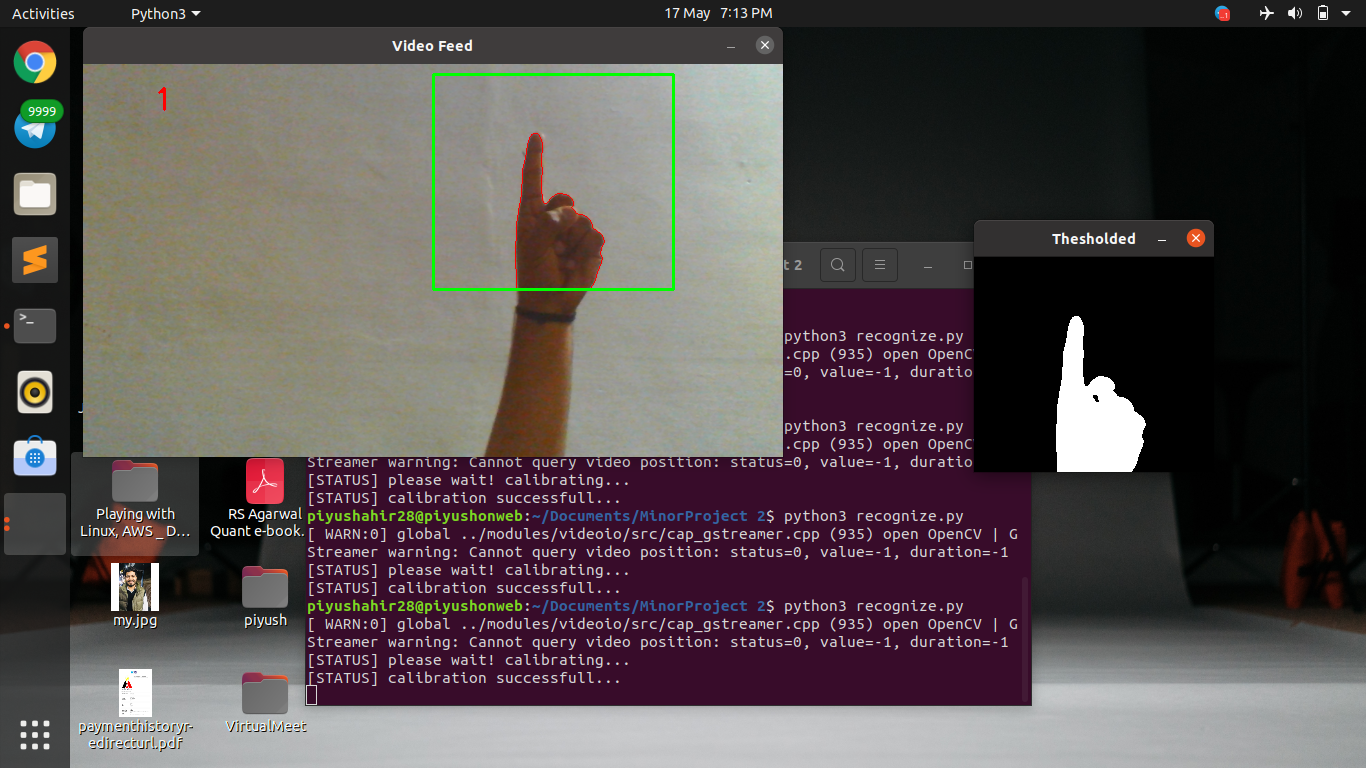 Activities
Python3
17 May 7:13 PM
Video Feed
1
9999
>_
Thesholded
t 2
python3 recognize.py
.cpp (935) open OpenC
=0, value=-1, duratio
python3 recognize.py
.cpp (935) open OpenC
Streamer warning: Cannot query video position: status=0, value=-1, duratio
[STATUS] please wait! calibrating...
[STATUS] calibration successfull...
piyushahir28@piyushonweb:~/Documents/MinorProject 2$ python3 recognize.py
[ WARN:0] global ../modules/videoio/src/cap_gstreamer.cpp (935) open OpenCV | G
Streamer warning: Cannot query video position: status=0, value=-1, duration=-1
[STATUS] please wait! calibrating...
[STATUS] calibration successfull...
piyushahir28@piyushonweb:~/Documents/MinorProject 2$ python3 recognize.py
[ WARN:0] global ../modules/videoio/src/cap_gstreamer.cpp (935) open OpenCV | G
Streamer warning: Cannot query video position: status=0, value=-1, duration=-1
[STATUS] please wait! calibrating...
[STATUS] calibration successfull...
Playing with
Linux, AWS _ D...
RS Agarwal
Quant e-book.
my.jpg
piyush
paymenthistoryr-
edirecturl.pdf
VirtualMeet